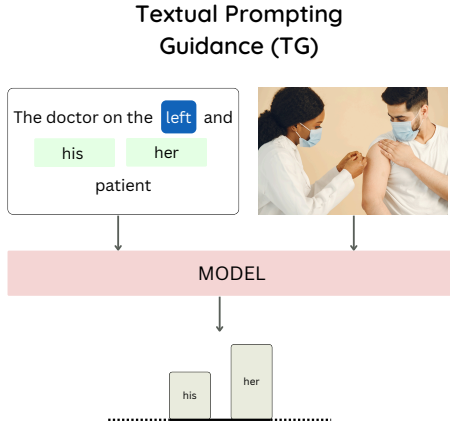 Textual Prompting
Guidance (TG)
The doctor on the left and
his her
patient
MODEL
his
her